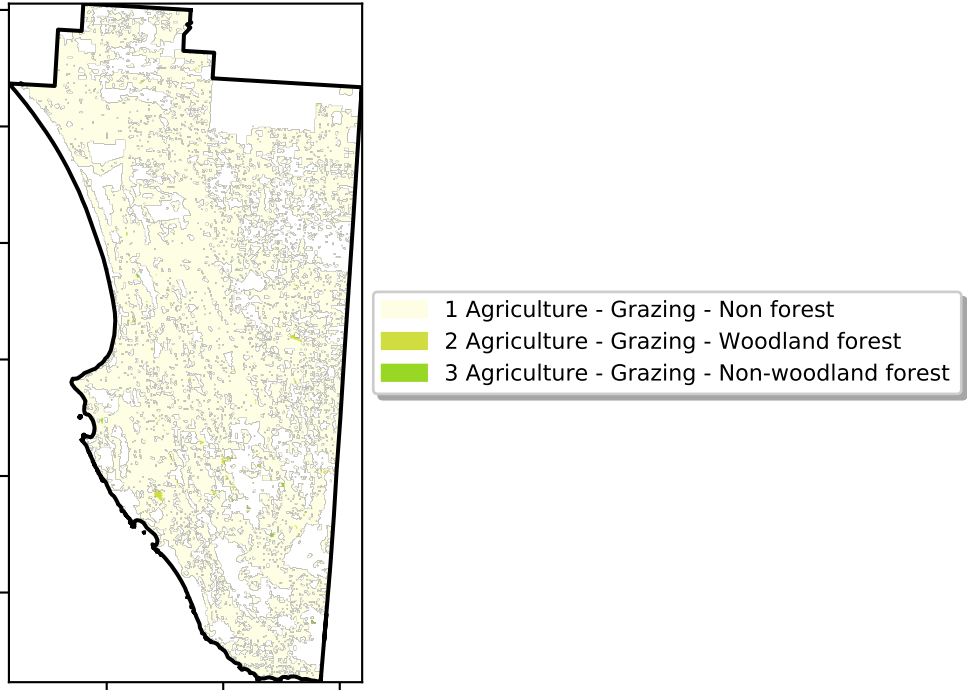 1 Agriculture - Grazing - Non forest
2 Agriculture - Grazing - Woodland forest
3 Agriculture - Grazing - Non-woodland forest